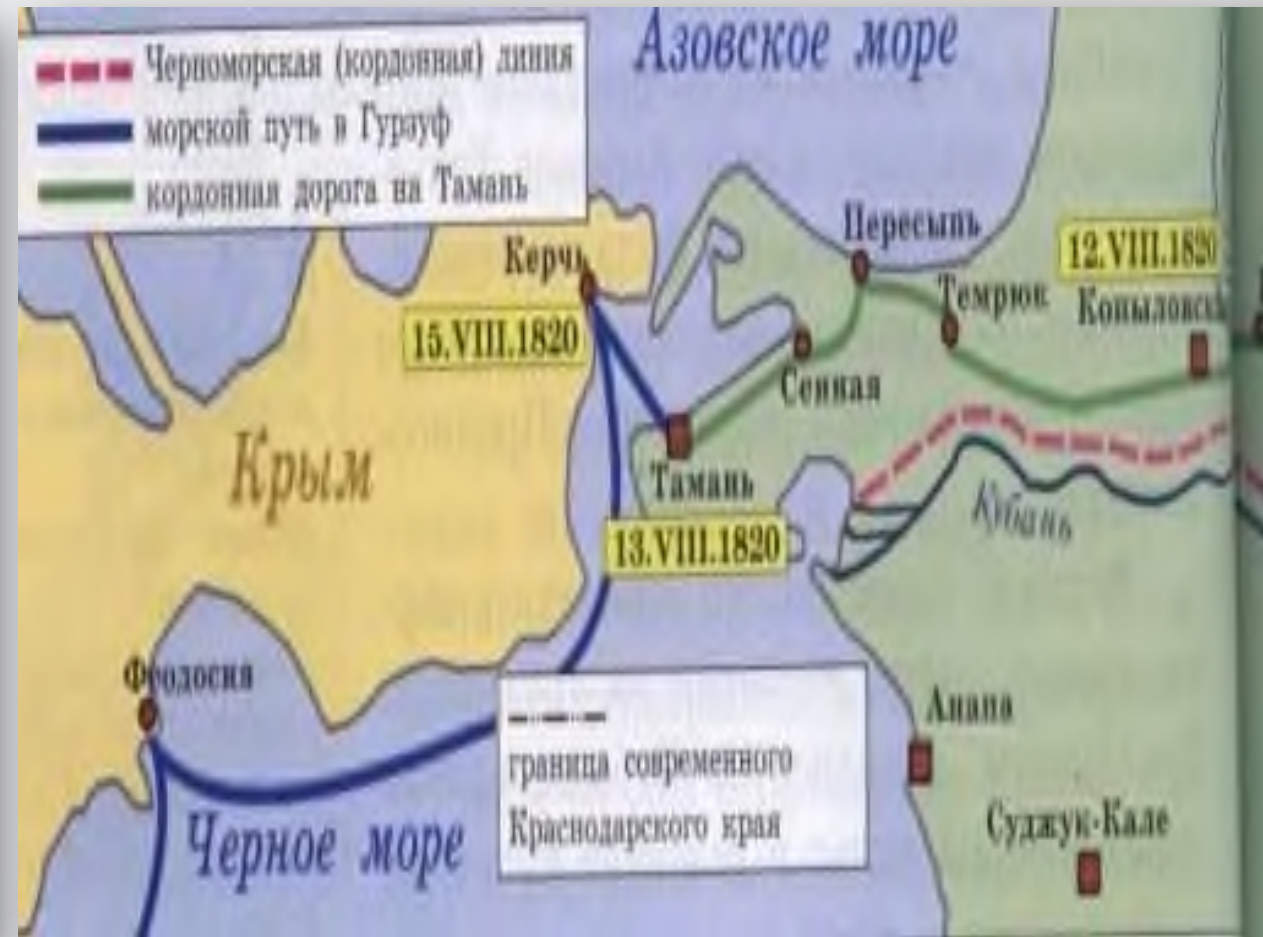 Черноморская (кордонная) линия
морской путь в Гурзуф
кордонная дорога на Тамань
Азовское море
Керчь
15.VIII.1820
Пересыпь
12.VIII.1820
Темрюк
Сенная
Крым
Тамань
13.VIII.1820
Кубань
Феодосия
Анапа
граница современного
Краснодарского края
Суджук-Кале
Черное море